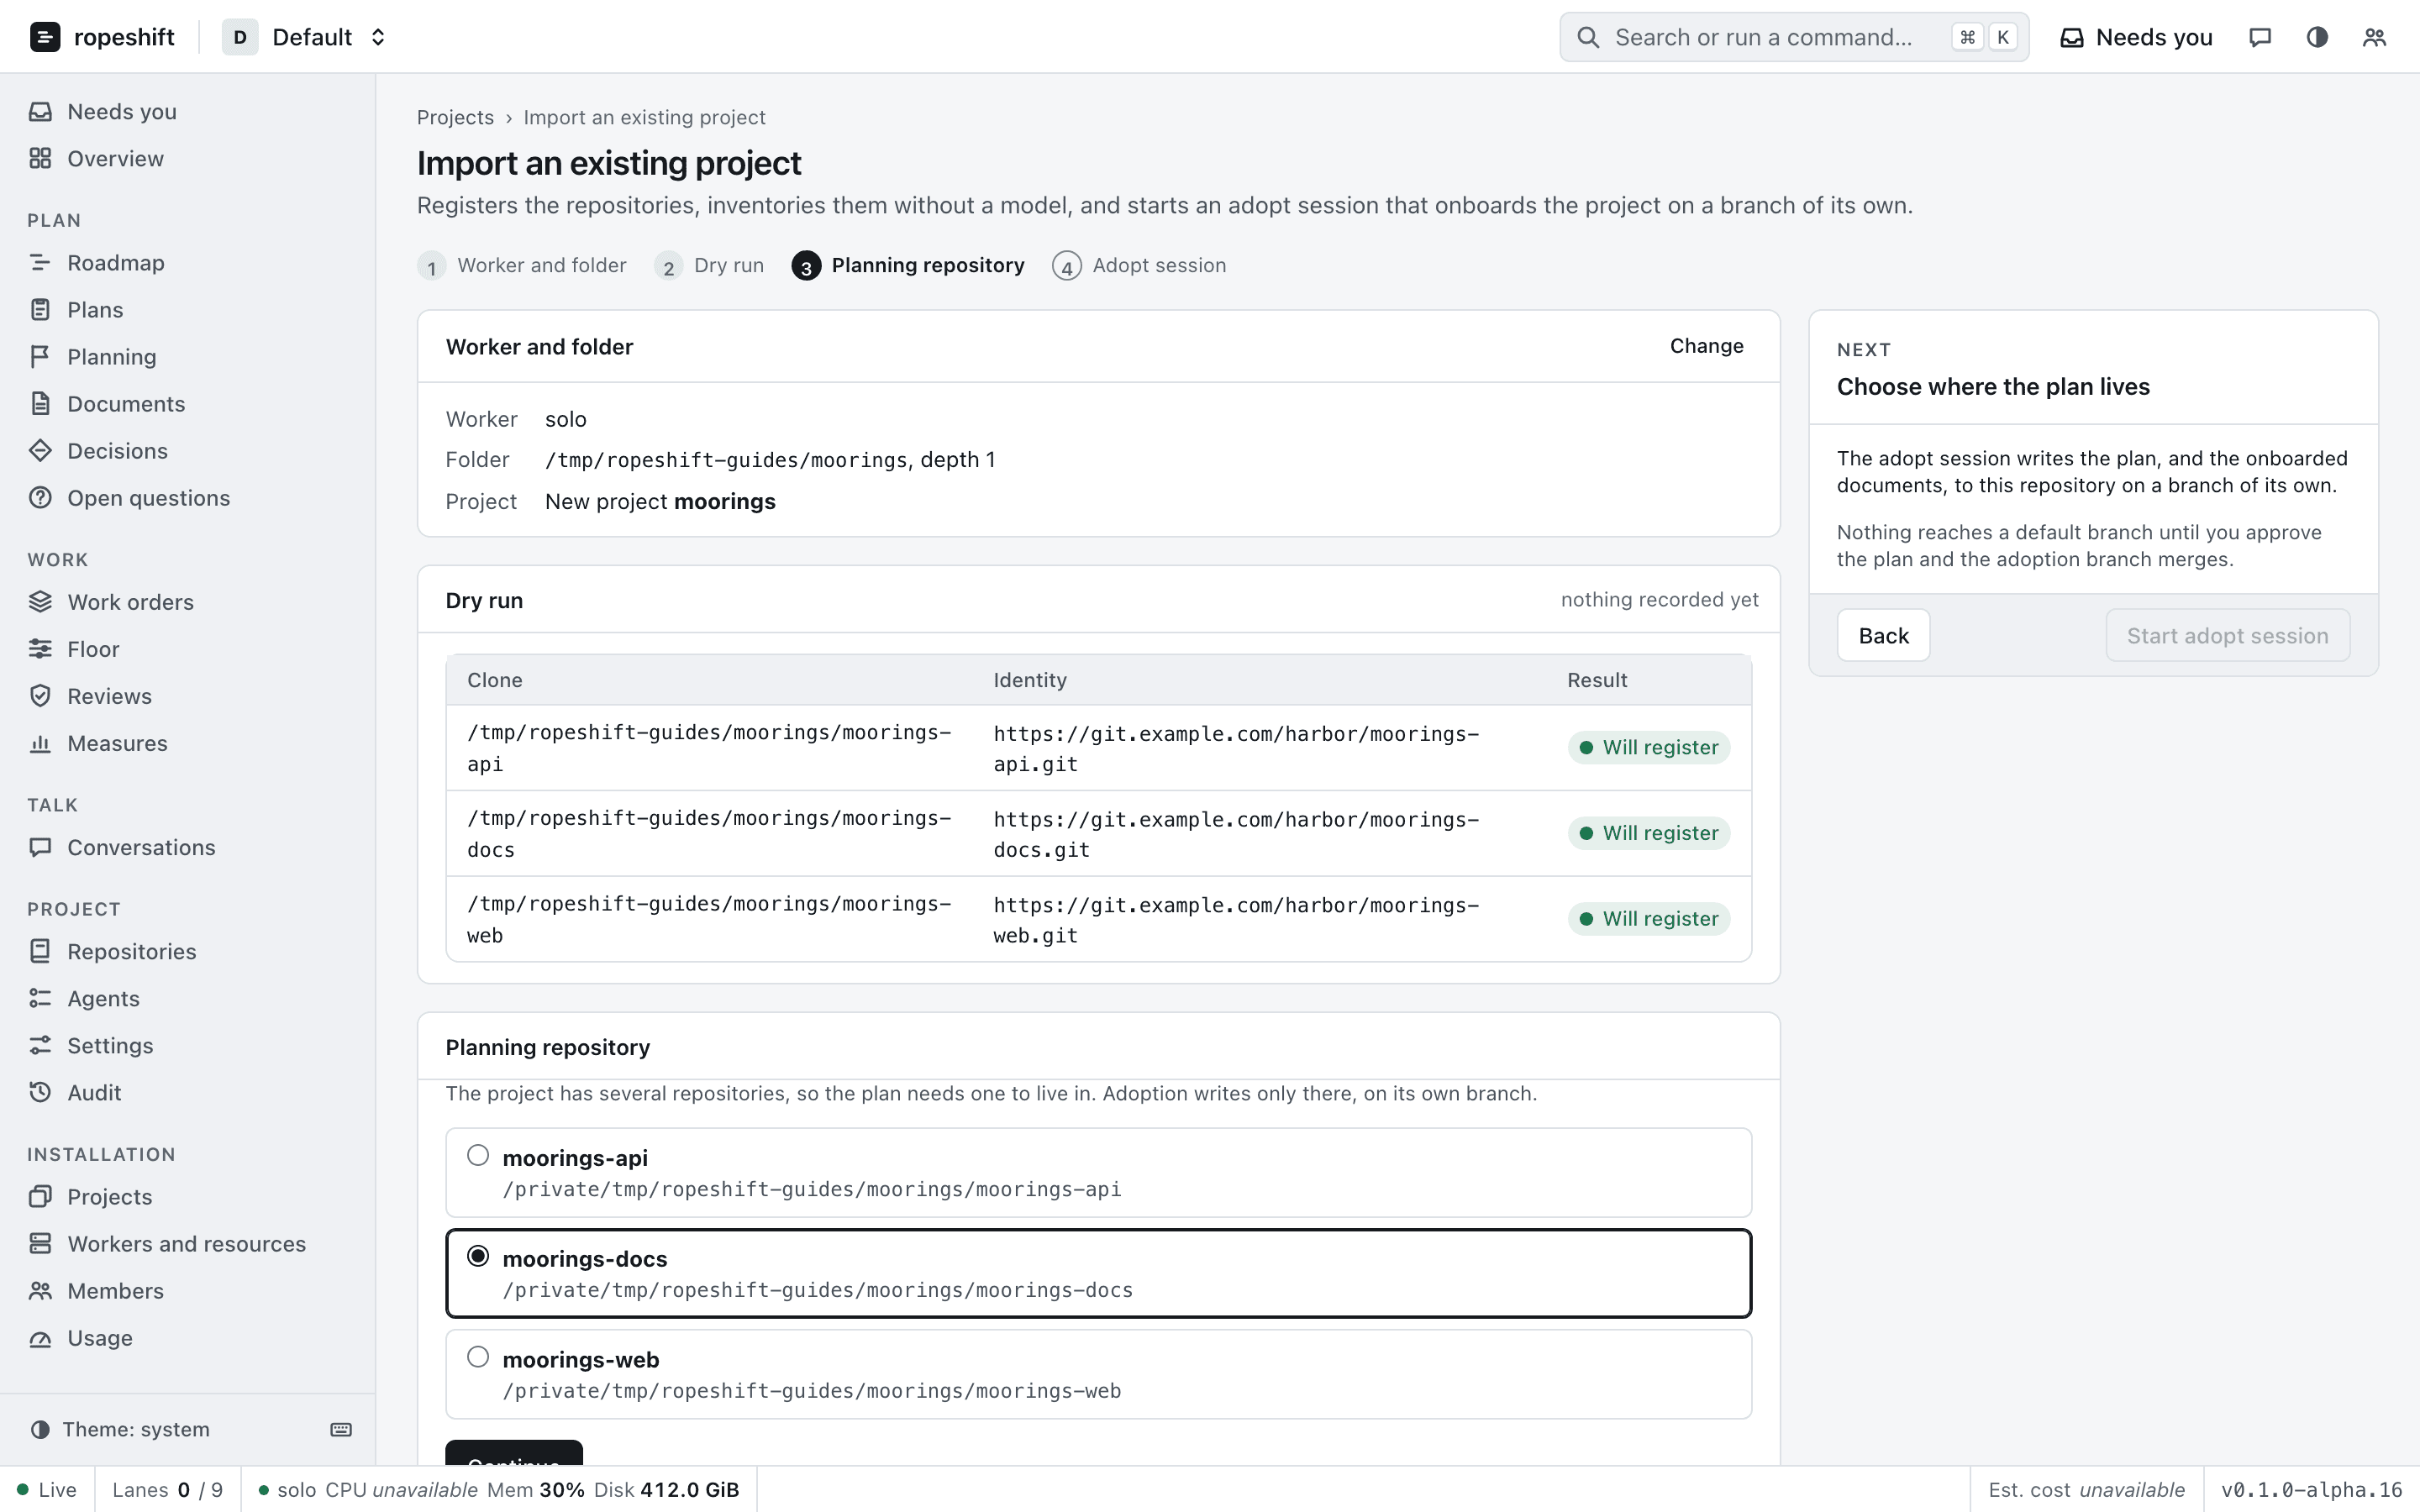 ropeshift
D Default
Search or run a command... ⌘ K
Needs you
Needs you
Overview
PLAN
Roadmap
Plans
Planning
Documents
Decisions
Open questions
WORK
Work orders
Floor
Reviews
Measures
TALK
Conversations
PROJECT
Repositories
Agents
Settings
Audit
INSTALLATION
Projects
Workers and resources
Members
Usage
Theme: system
Projects › Import an existing project
Import an existing project
Registers the repositories, inventories them without a model, and starts an adopt session that onboards the project on a branch of its own.
1 Worker and folder 2 Dry run 3 Planning repository 4 Adopt session
Worker and folder Change
Worker solo
Folder /tmp/ropeshift-guides/moorings, depth 1
Project New project moorings
Dry run nothing recorded yet
Clone Identity Result
/tmp/ropeshift-guides/moorings/moorings-
api
https://git.example.com/harbor/moorings-
api.git
Will register
/tmp/ropeshift-guides/moorings/moorings-
docs
https://git.example.com/harbor/moorings-
docs.git
Will register
/tmp/ropeshift-guides/moorings/moorings-
web
https://git.example.com/harbor/moorings-
web.git
Will register
Planning repository
The project has several repositories, so the plan needs one to live in. Adoption writes only there, on its own branch.
moorings-api
/private/tmp/ropeshift-guides/moorings/moorings-api
moorings-docs
/private/tmp/ropeshift-guides/moorings/moorings-docs
moorings-web
/private/tmp/ropeshift-guides/moorings/moorings-web
Continue
NEXT
Choose where the plan lives
The adopt session writes the plan, and the onboarded
documents, to this repository on a branch of its own.
Nothing reaches a default branch until you approve
the plan and the adoption branch merges.
Back Start adopt session
Live Lanes 0 / 9 solo CPU unavailable Mem 30% Disk 412.0 GiB Est. cost unavailable v0.1.0-alpha.16